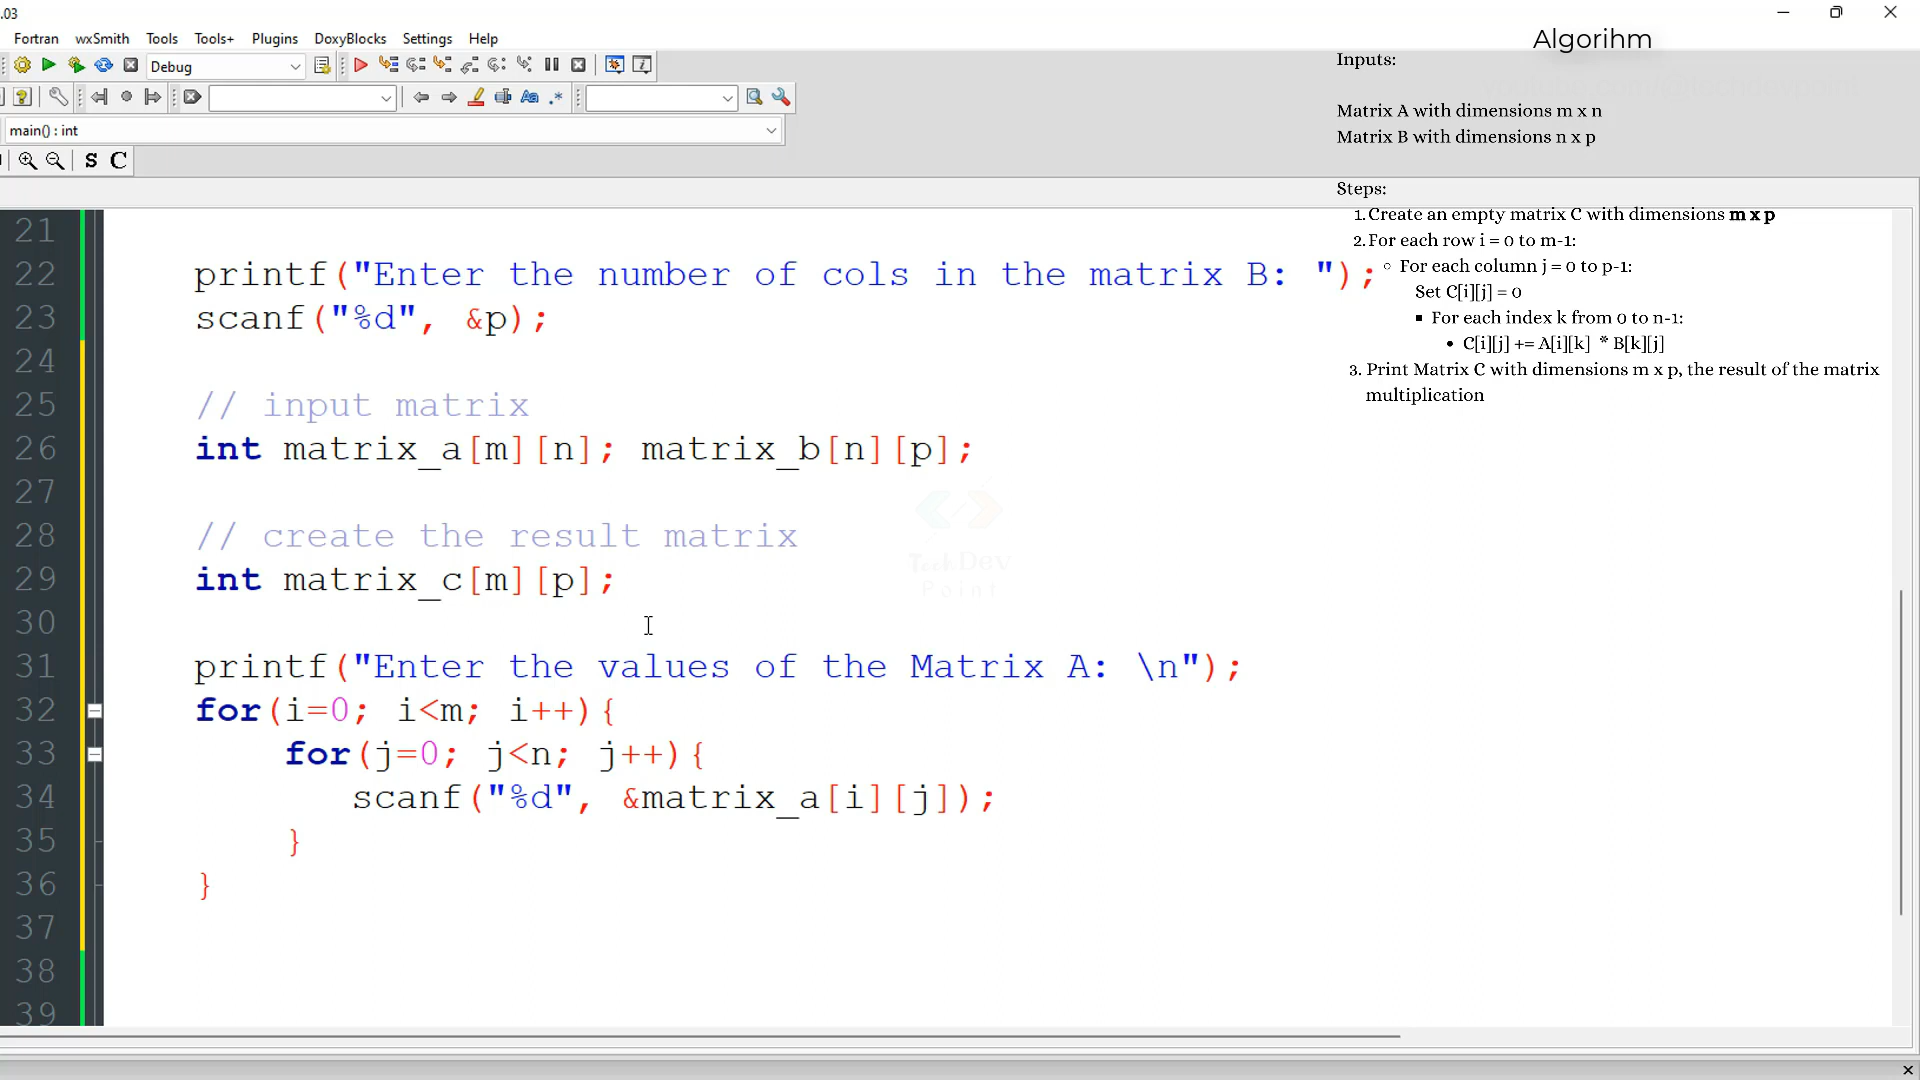 .03
Fortran wxSmith Tools Tools+ Plugins DoxyBlocks Settings Help
Debug
main() : int
S C
21
22 printf("Enter the number of cols in the matrix B: ");
23 scanf("%d", &p);
24
25 // input matrix
26 int matrix_a[m][n]; matrix_b[n][p];
27
28 // create the result matrix
29 int matrix_c[m][p];
30
31 printf("Enter the values of the Matrix A: \n");
32 for(i=0; i<m; i++){
33 for(j=0; j<n; j++){
34 scanf("%d", &matrix_a[i][j]);
35 }
36 }
37
38
39
TechDev
Point
Algorihm
Inputs:
Matrix A with dimensions m x n
Matrix B with dimensions n x p
Steps:
1. Create an empty matrix C with dimensions m x p
2. For each row i = 0 to m-1:
○ For each column j = 0 to p-1:
Set C[i][j] = 0
▪ For each index k from 0 to n-1:
• C[i][j] += A[i][k] * B[k][j]
3. Print Matrix C with dimensions m x p, the result of the matrix
multiplication